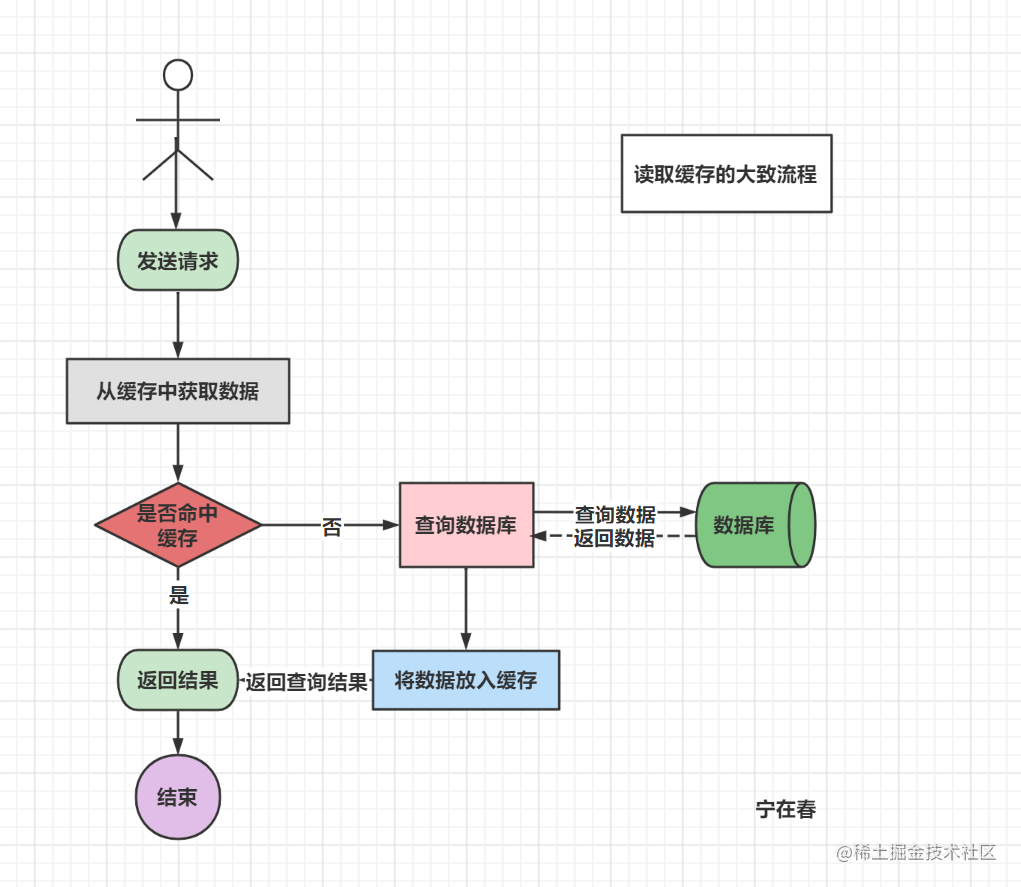 读取缓存的大致流程
发送请求
从缓存中获取数据
是否命中
缓存
否
查询数据库
查询数据
返回数据
数据库
是
返回结果
返回查询结果
将数据放入缓存
结束
宁在春
@稀土掘金技术社区